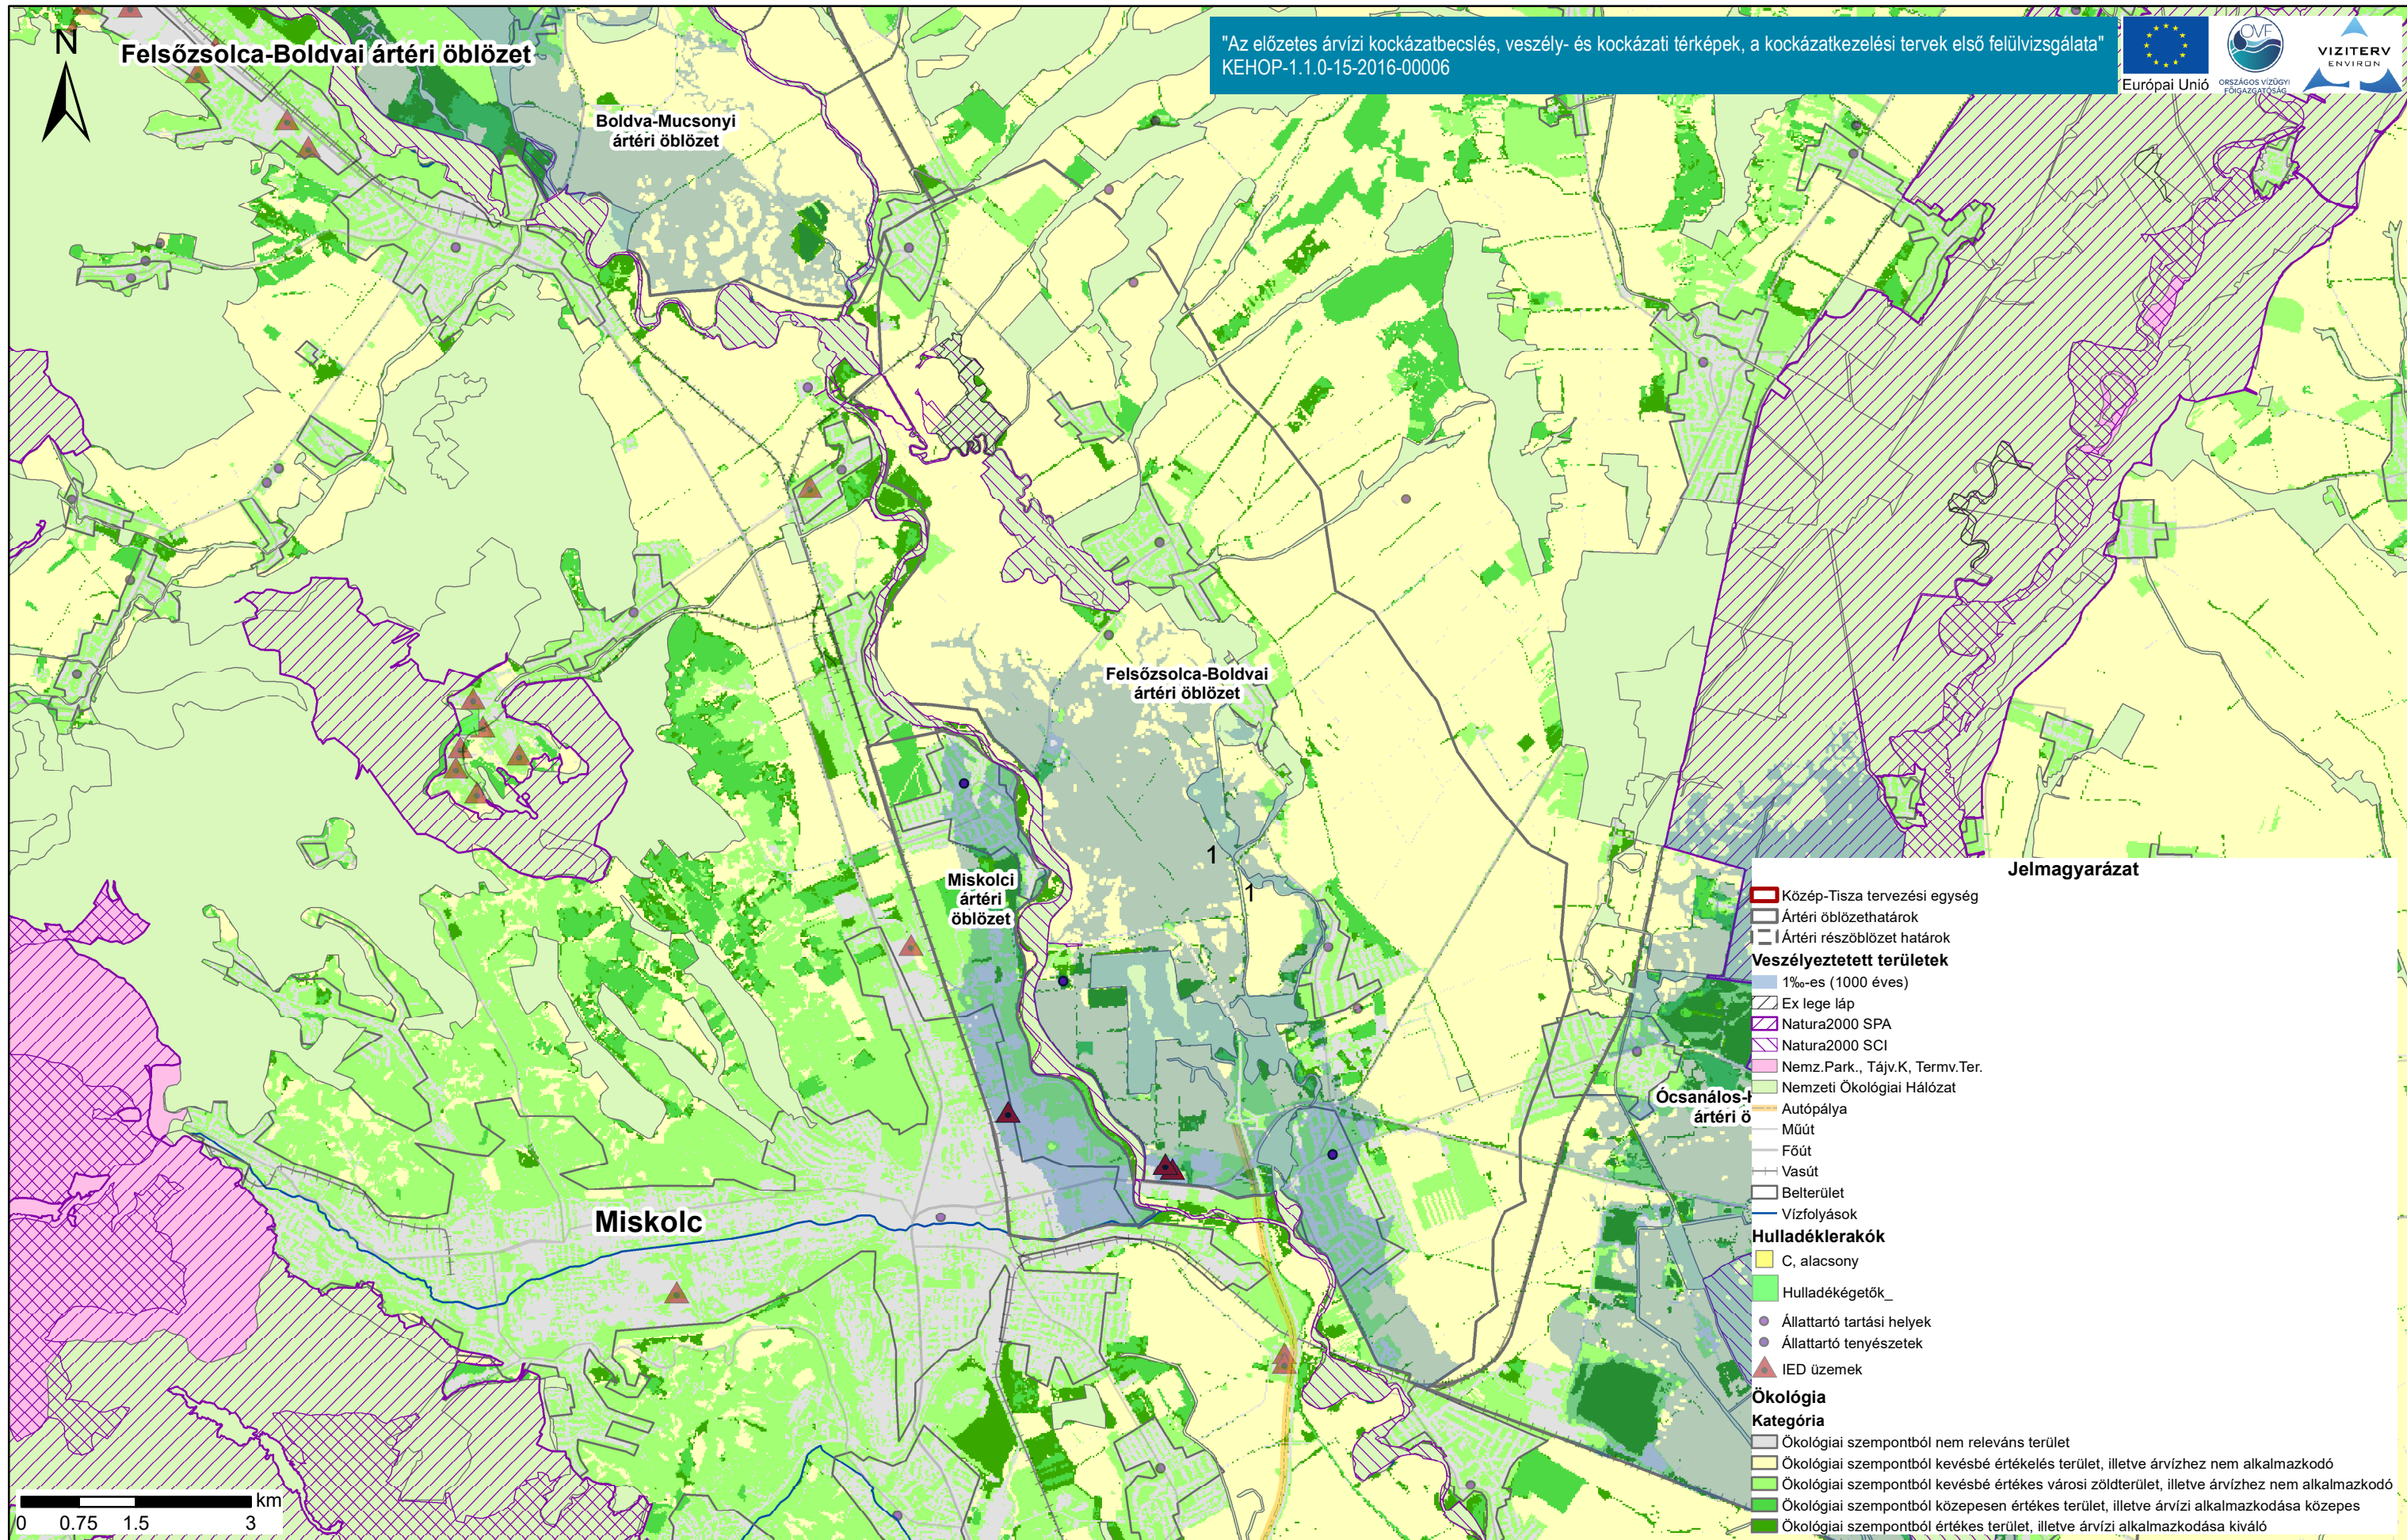 N
Felsőzsolca-Boldvai ártéri öblözet
"Az előzetes árvízi kockázatbecslés, veszély- és kockázati térképek, a kockázatkezelési tervek első felülvizsgálata"
KEHOP-1.1.0-15-2016-00006
Európai Unió
OVF
ORSZÁGOS VÍZÜGYI
FŐIGAZGATÓSÁG
VIZITERV
ENVIRON
Boldva-Mucsonyi
ártéri öblözet
Felsőzsolca-Boldvai
ártéri öblözet
1
1
Miskolci
ártéri
öblözet
Ócsanálos-
ártéri ö
Miskolc
Jelmagyarázat
Közép-Tisza tervezési egység
Ártéri öblözethatárok
Ártéri részöblözet határok
Veszélyeztetett területek
1‰-es (1000 éves)
Ex lege láp
Natura2000 SPA
Natura2000 SCI
Nemz.Park., Tájv.K, Termv.Ter.
Nemzeti Ökológiai Hálózat
Autópálya
Műút
Főút
Vasút
Belterület
Vízfolyások
Hulladéklerakók
C, alacsony
Hulladékégetők_
Állattartó tartási helyek
Állattartó tenyészetek
IED üzemek
Ökológia
Kategória
Ökológiai szempontból nem releváns terület
Ökológiai szempontból kevésbé értékelés terület, illetve árvízhez nem alkalmazkodó
Ökológiai szempontból kevésbé értékes városi zöldterület, illetve árvízhez nem alkalmazkodó
Ökológiai szempontból közepesen értékes terület, illetve árvízi alkalmazkodása közepes
Ökológiai szempontból értékes terület, illetve árvízi alkalmazkodása kiváló
km
0 0.75 1.5 3